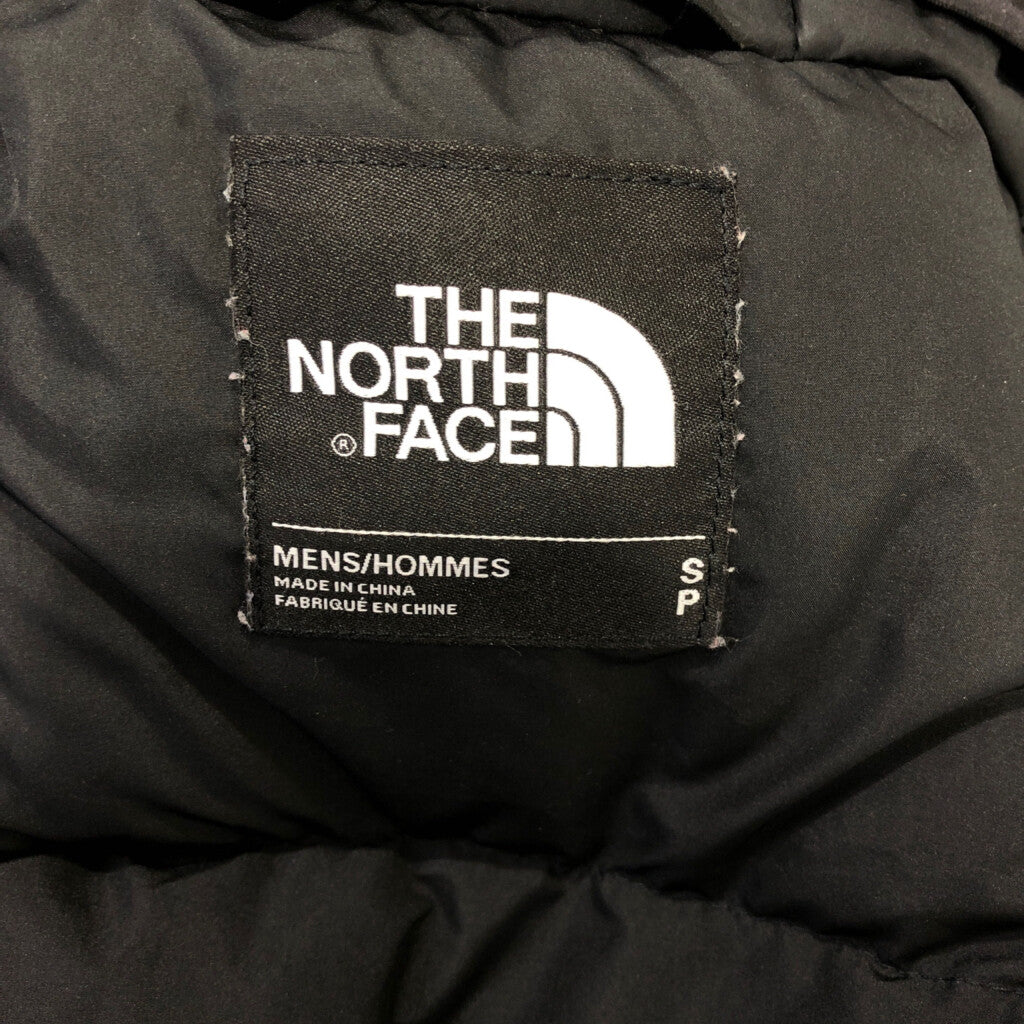 THE
NORTH
® FACE
MENS/HOMMES
MADE IN CHINA
FABRIQUÉ EN CHINE
S
P